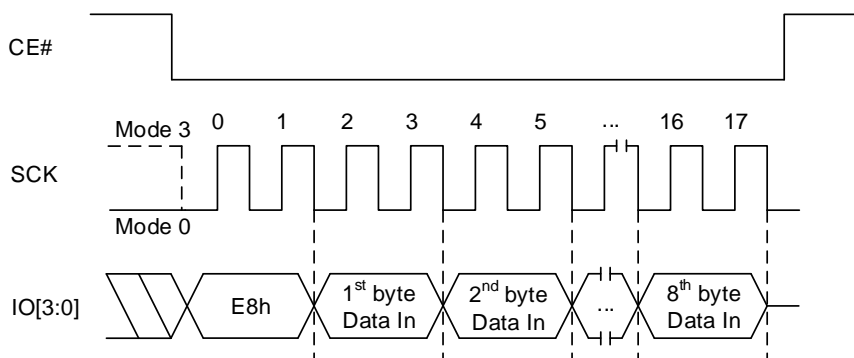 CE#
Mode 3
0 1 2 3 4 5 ... 16 17
SCK
Mode 0
IO[3:0]
E8h
1st byte
Data In
2nd byte
Data In
...
8th byte
Data In